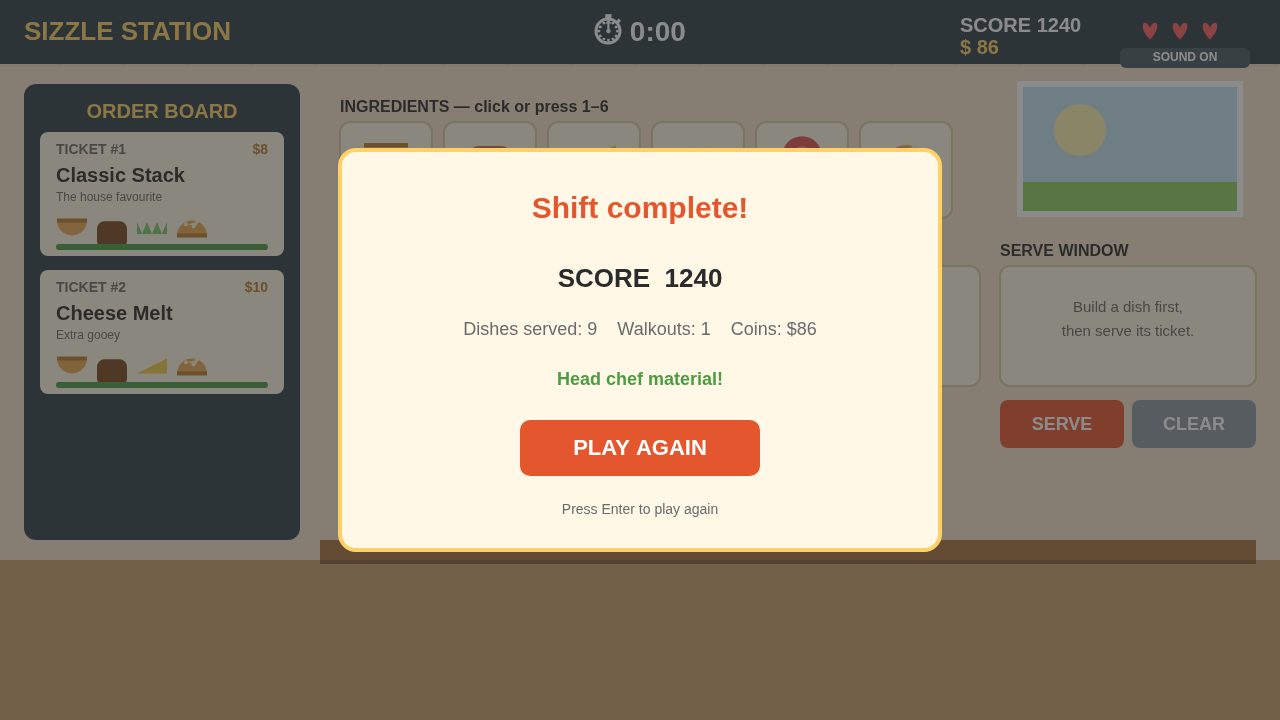 SIZZLE STATION
0:00
SCORE 1240
$ 86
SOUND ON
ORDER BOARD
TICKET #1 $8
Classic Stack
The house favourite
TICKET #2 $10
Cheese Melt
Extra gooey
INGREDIENTS — click or press 1–6
Shift complete!
SCORE 1240
Dishes served: 9 Walkouts: 1 Coins: $86
Head chef material!
PLAY AGAIN
Press Enter to play again
SERVE WINDOW
Build a dish first,
then serve its ticket.
SERVE CLEAR